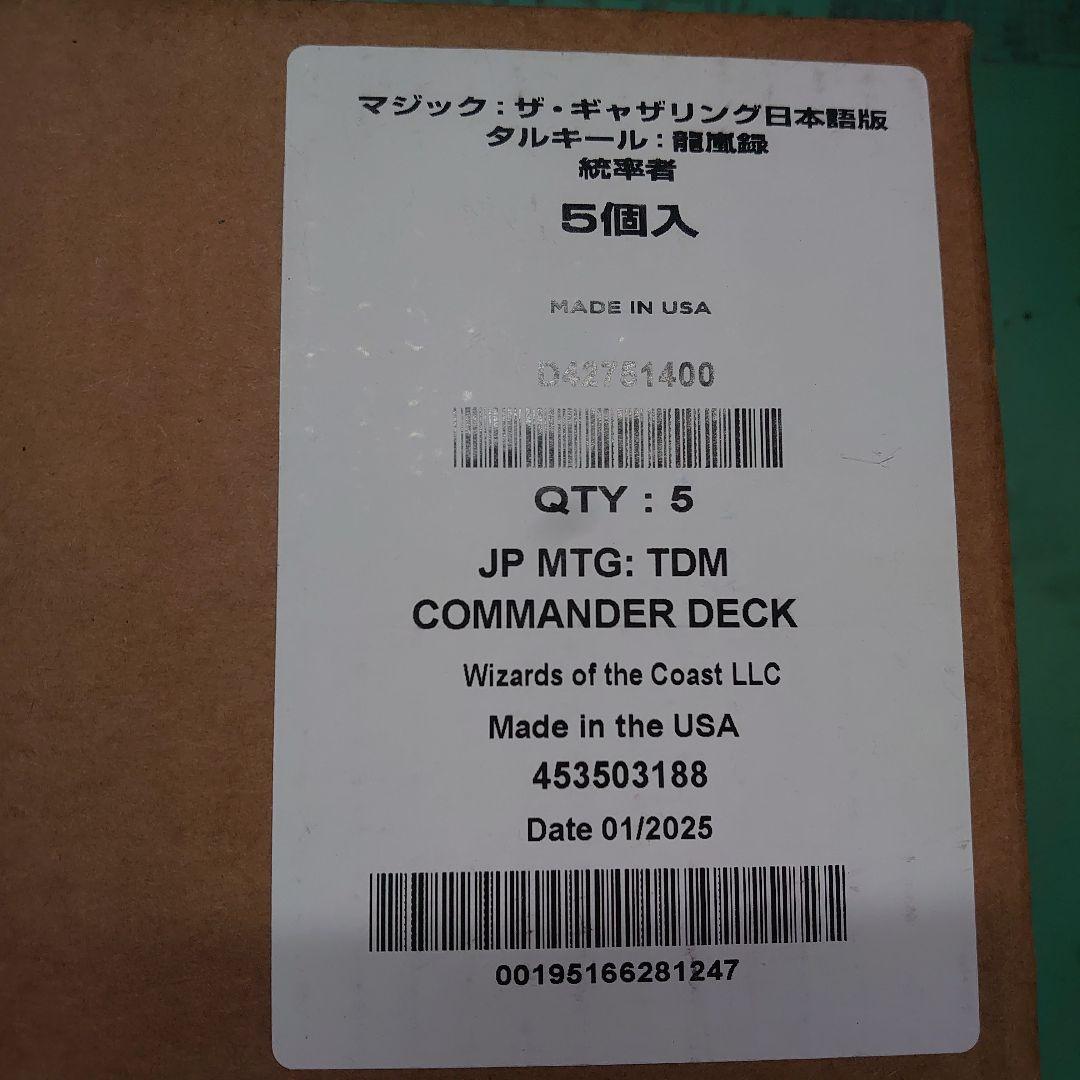 マジック：ザ・ギャザリング日本語版
タルキール：龍嵐録
統率者
5個入
MADE IN USA
D42751400
QTY : 5
JP MTG: TDM
COMMANDER DECK
Wizards of the Coast LLC
Made in the USA
453503188
Date 01/2025
00195166281247